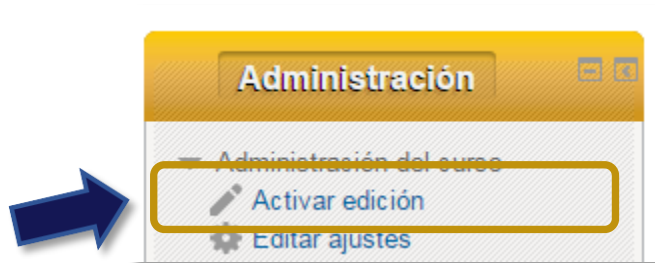 Administración
Administración del curso
Activar edición
Editar ajustes